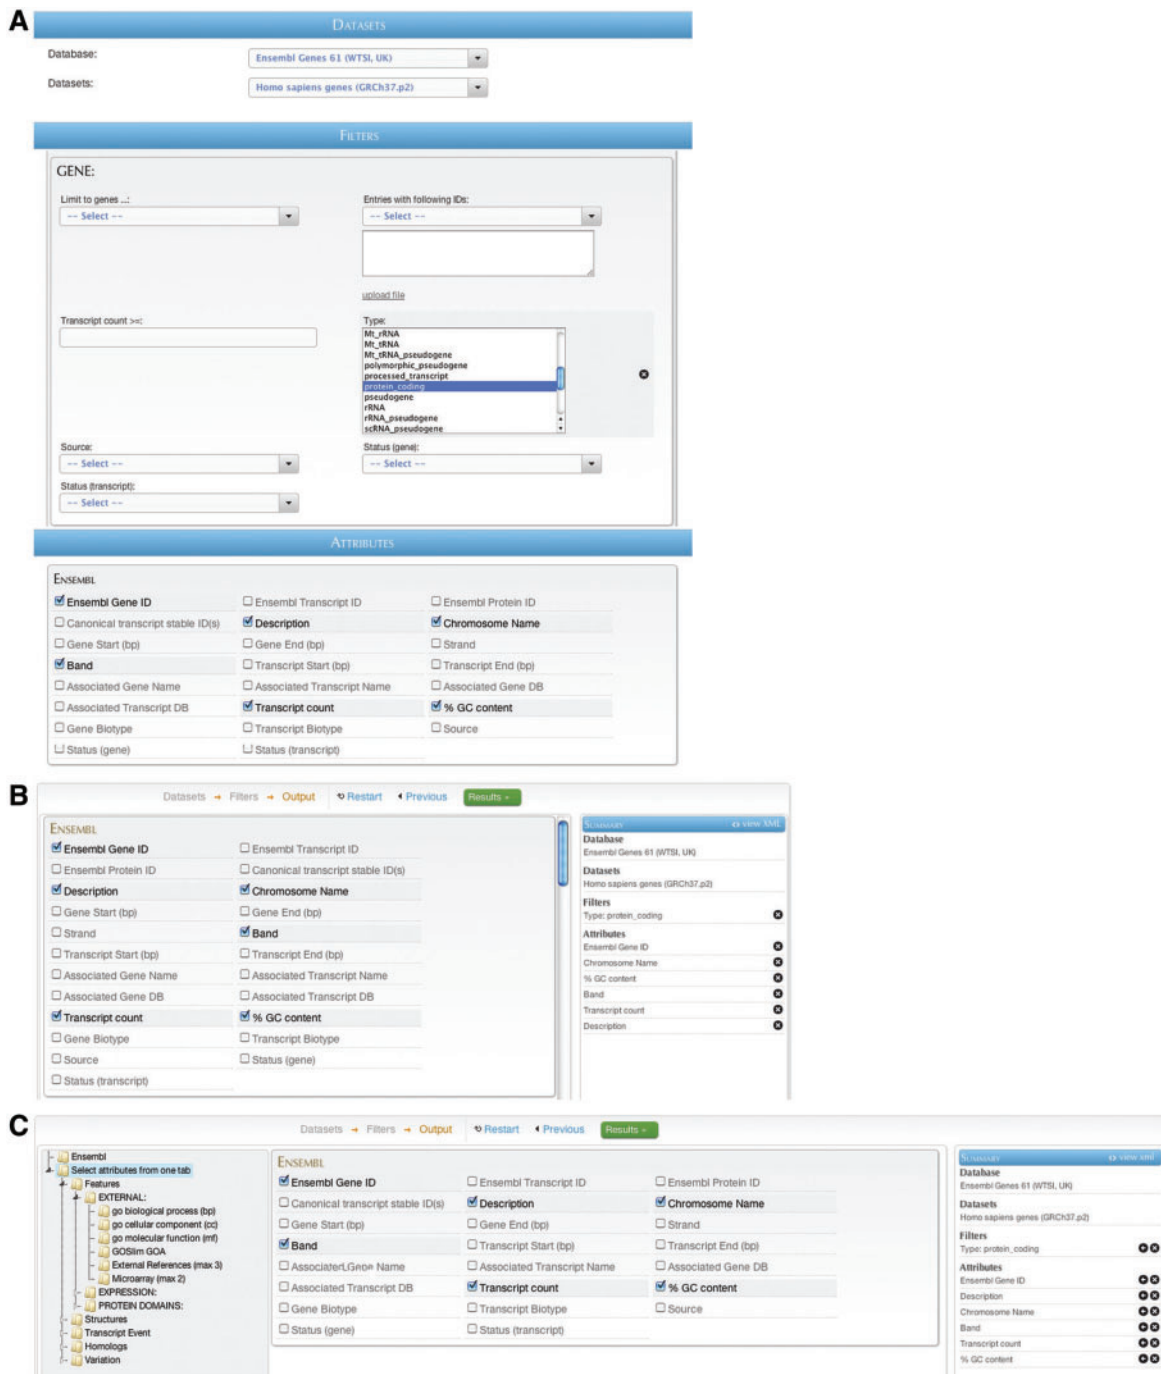 A
DATASETS
Database:
Ensembl Genes 61 (WTSI, UK)
Datasets:
Homo sapiens genes (GRCh37.p2)
FILTERS
GENE:
Limit to genes ...: Entries with following IDs:
-- Select -- -- Select --
upload file
Transcript count >=: Type:
Mt_rRNA
Mt_tRNA
Mt_tRNA_pseudogene
polymorphic_pseudogene
processed_transcript
protein_coding
pseudogene
rRNA
rRNA_pseudogene
scRNA_pseudogene
Source: Status (gene):
-- Select -- -- Select --
Status (transcript):
-- Select --
ATTRIBUTES
ENSEMBL
Ensembl Gene ID Ensembl Transcript ID Ensembl Protein ID
Canonical transcript stable ID(s) Description Chromosome Name
Gene Start (bp) Gene End (bp) Strand
Band Transcript Start (bp) Transcript End (bp)
Associated Gene Name Associated Transcript Name Associated Gene DB
Associated Transcript DB Transcript count % GC content
Gene Biotype Transcript Biotype Source
Status (gene) Status (transcript)
B
Datasets → Filters → Output Restart Previous Results
ENSEMBL
Ensembl Gene ID Ensembl Transcript ID
Ensembl Protein ID Canonical transcript stable ID(s)
Description Chromosome Name
Gene Start (bp) Gene End (bp)
Strand Band
Transcript Start (bp) Transcript End (bp)
Associated Gene Name Associated Transcript Name
Associated Gene DB Associated Transcript DB
Transcript count % GC content
Gene Biotype Transcript Biotype
Source Status (gene)
Status (transcript)
SUMMARY view XML
Database
Ensembl Genes 61 (WTSI, UK)
Datasets
Homo sapiens genes (GRCh37.p2)
Filters
Type: protein_coding
Attributes
Ensembl Gene ID
Chromosome Name
% GC content
Band
Transcript count
Description
C
Datasets → Filters → Output Restart Previous Results
Ensembl
Select attributes from one tab
Features
EXTERNAL:
go biological process (bp)
go cellular component (cc)
go molecular function (mf)
GOSlim GOA
External References (max 3)
Microarray (max 2)
EXPRESSION:
PROTEIN DOMAINS:
Structures
Transcript Event
Homologs
Variation
ENSEMBL
Ensembl Gene ID Ensembl Transcript ID Ensembl Protein ID
Canonical transcript stable ID(s) Description Chromosome Name
Gene Start (bp) Gene End (bp) Strand
Band Transcript Start (bp) Transcript End (bp)
Name Associated Transcript Name Associated Gene DB
Associated Transcript DB Transcript count % GC content
Gene Biotype Transcript Biotype Source
Status (gene) Status (transcript)
SUMMARY view xml
Database
Ensembl Genes 61 (WTSI, UK)
Datasets
Homo sapiens genes (GRCh37.p2)
Filters
Type: protein_coding
Attributes
Ensembl Gene ID
Description
Chromosome Name
Band
Transcript count
% GC content